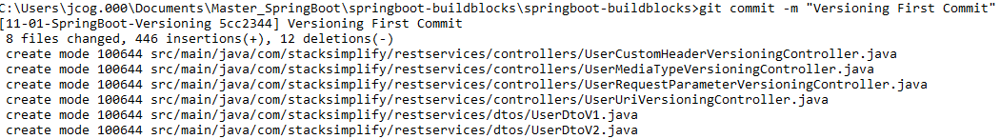 C:\Users\jcog.000\Documents\Master_SpringBoot\springboot-buildblocks\springboot-buildblocks>git commit -m "Versioning First Commit"
[11-01-SpringBoot-Versioning 5cc2344] Versioning First Commit
 8 files changed, 446 insertions(+), 12 deletions(-)
 create mode 100644 src/main/java/com/stacksimplify/restservices/controllers/UserCustomHeaderVersioningController.java
 create mode 100644 src/main/java/com/stacksimplify/restservices/controllers/UserMediaTypeVersioningController.java
 create mode 100644 src/main/java/com/stacksimplify/restservices/controllers/UserRequestParameterVersioningController.java
 create mode 100644 src/main/java/com/stacksimplify/restservices/controllers/UserUriVersioningController.java
 create mode 100644 src/main/java/com/stacksimplify/restservices/dtos/UserDtoV1.java
 create mode 100644 src/main/java/com/stacksimplify/restservices/dtos/UserDtoV2.java